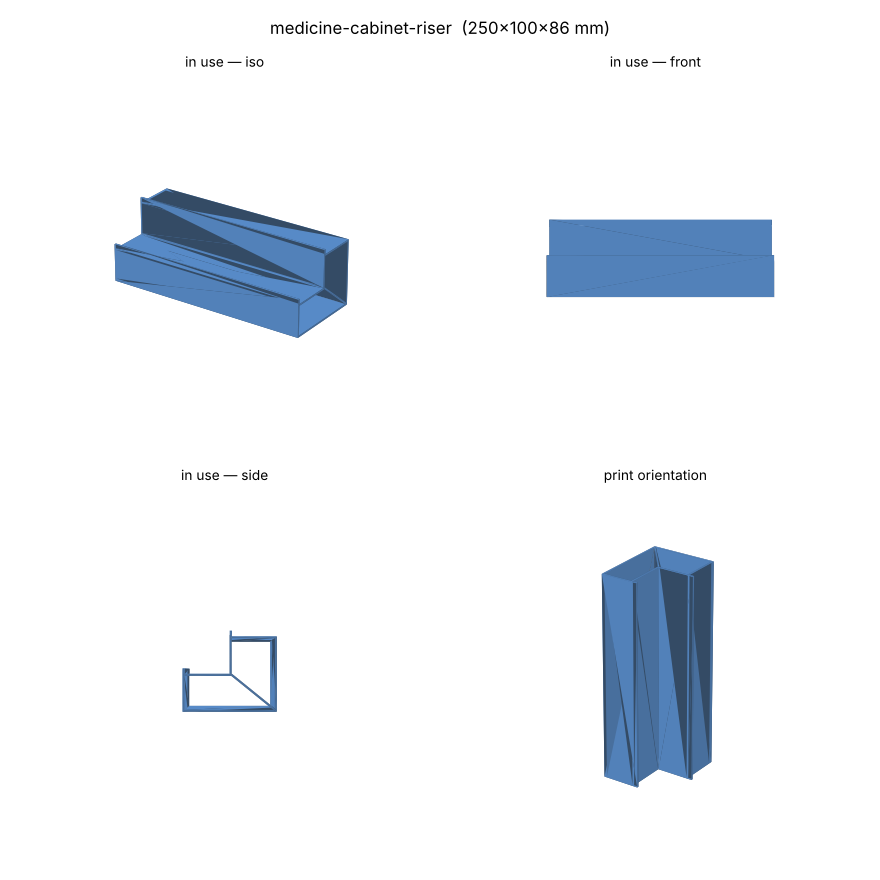 medicine-cabinet-riser  (250×100×86 mm)
in use — iso
in use — front
in use — side
print orientation